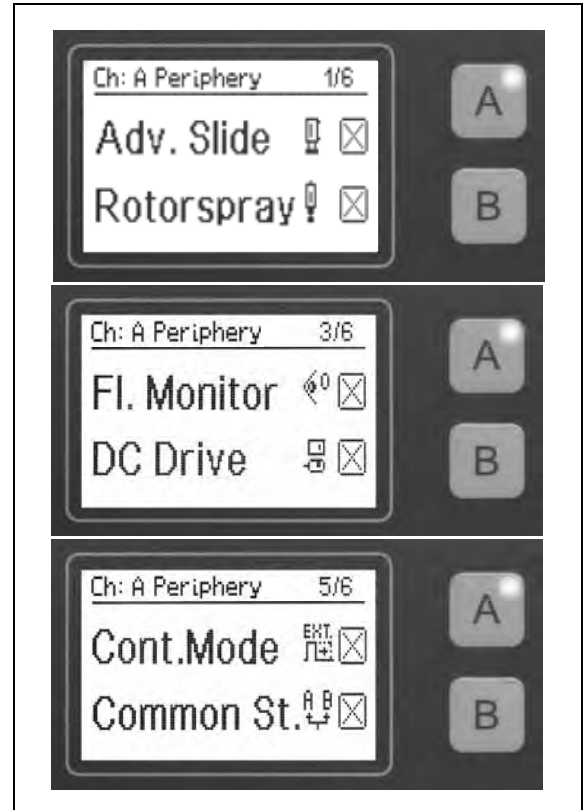 Ch: A Periphery 1/6
Adv. Slide
Rotorspray
A
B
Ch: A Periphery 3/6
Fl. Monitor
DC Drive
A
B
Ch: A Periphery 5/6
Cont.Mode EXT.
Common St. A B
A
B